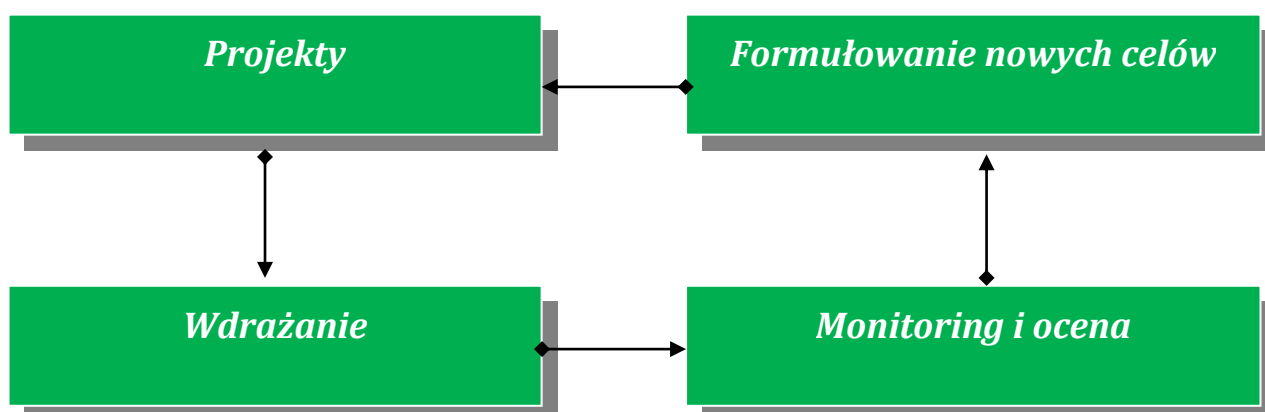 Projekty
Formułowanie nowych celów
Wdrażanie
Monitoring i ocena